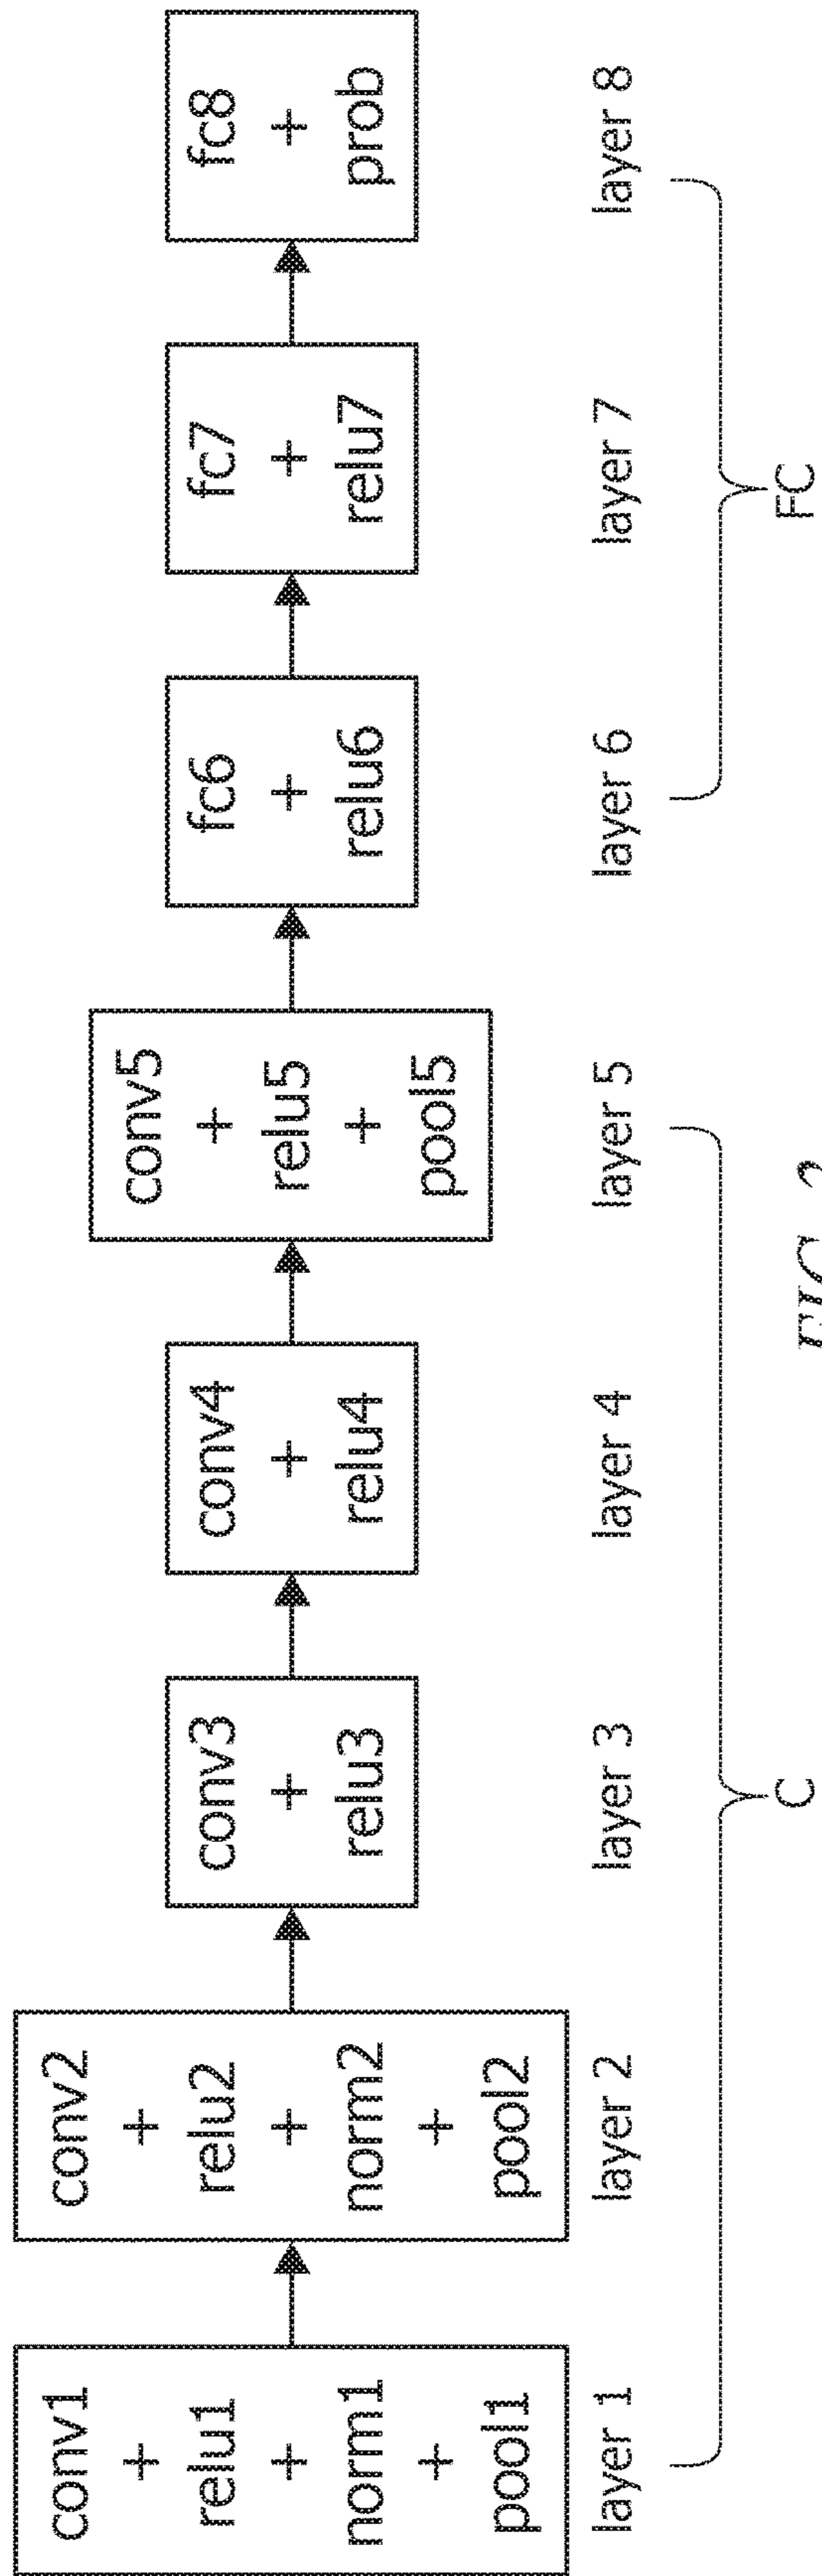 conv1
+
relu1
+
norm1
+
pool1
layer 1
conv2
+
relu2
+
norm2
+
pool2
layer 2
conv3
+
relu3
layer 3
conv4
+
relu4
layer 4
conv5
+
relu5
+
pool5
layer 5
fc6
+
relu6
layer 6
fc7
+
relu7
layer 7
fc8
+
prob
layer 8
C
FC
FIG. 2